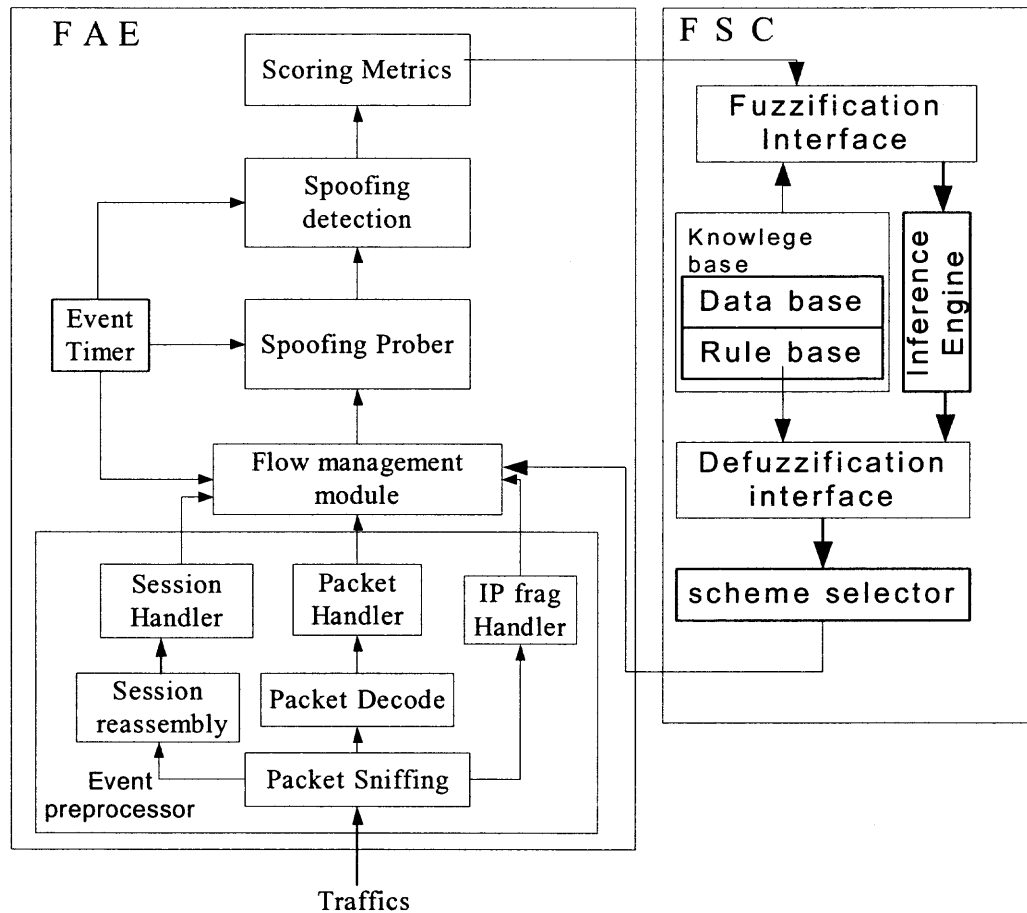 F A E
Scoring Metrics
Spoofing
detection
Event
Timer
Spoofing Prober
Flow management
module
Session
Handler
Packet
Handler
IP frag
Handler
Session
reassembly
Packet Decode
Event
preprocessor
Packet Sniffing
Traffics
F S C
Fuzzification
Interface
Knowlege
base
Data base
Rule base
Inference
Engine
Defuzzification
interface
scheme selector